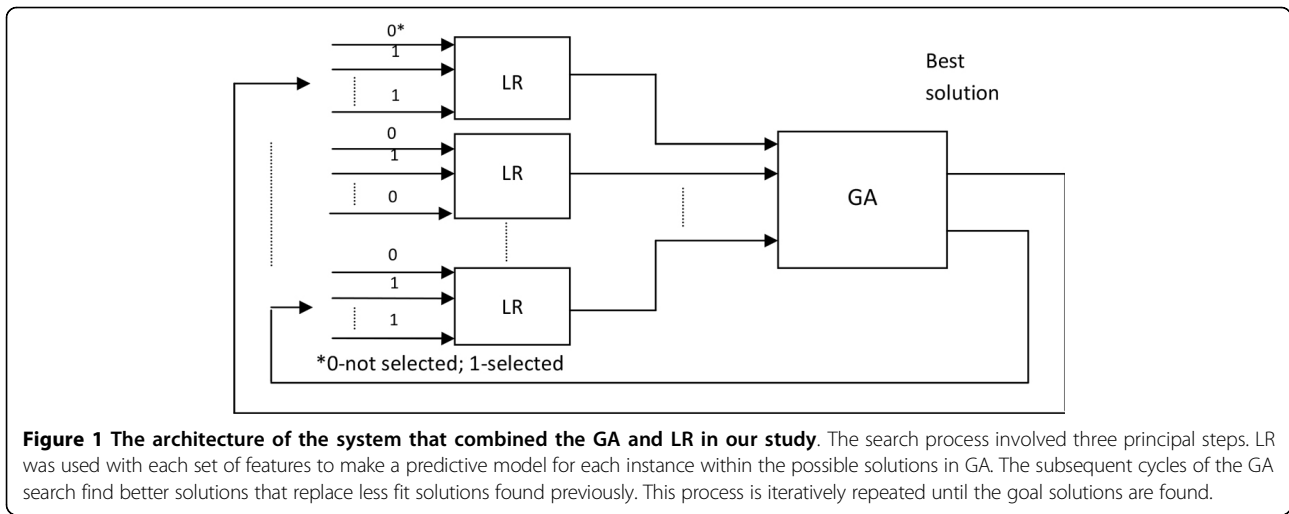 0*
1
1
LR
0
1
0
LR
0
1
1
LR
GA
Best
solution
*0-not selected; 1-selected
Figure 1 The architecture of the system that combined the GA and LR in our study. The search process involved three principal steps. LR
was used with each set of features to make a predictive model for each instance within the possible solutions in GA. The subsequent cycles of the GA
search find better solutions that replace less fit solutions found previously. This process is iteratively repeated until the goal solutions are found.